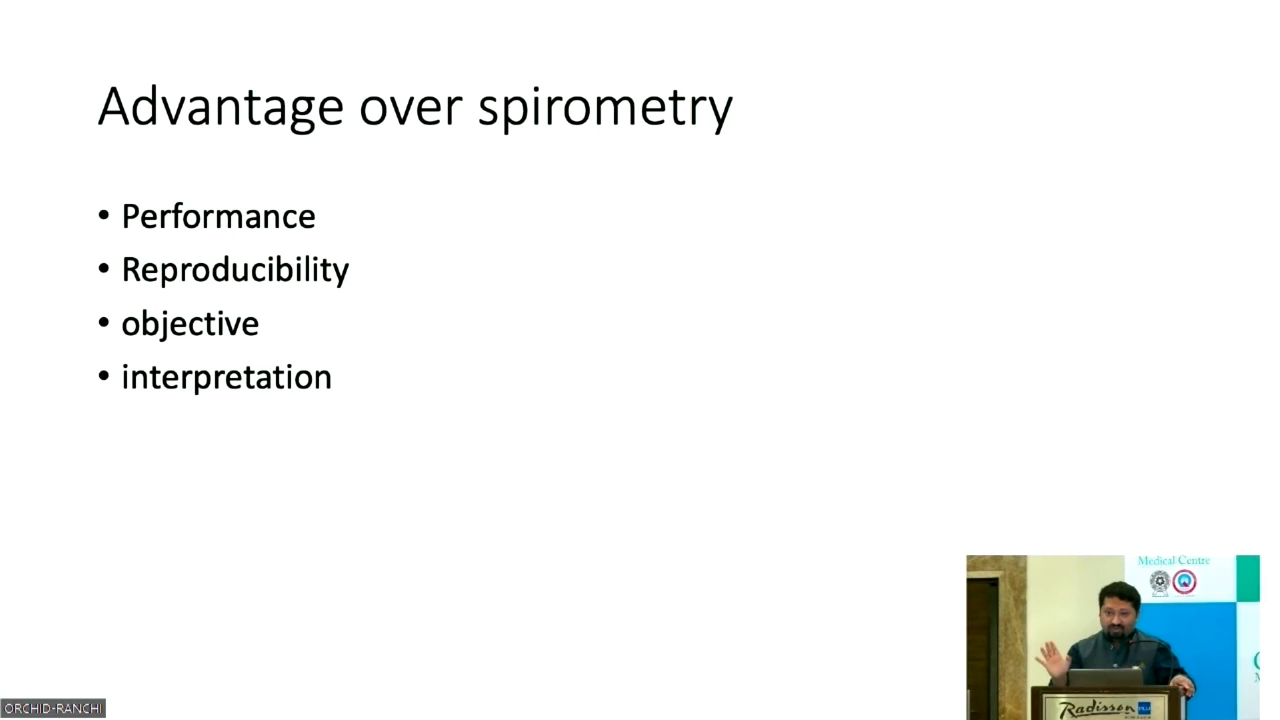 Advantage over spirometry
• Performance
• Reproducibility
• objective
• interpretation
Medical Centre
Radisson
ORCHID-RANCHI